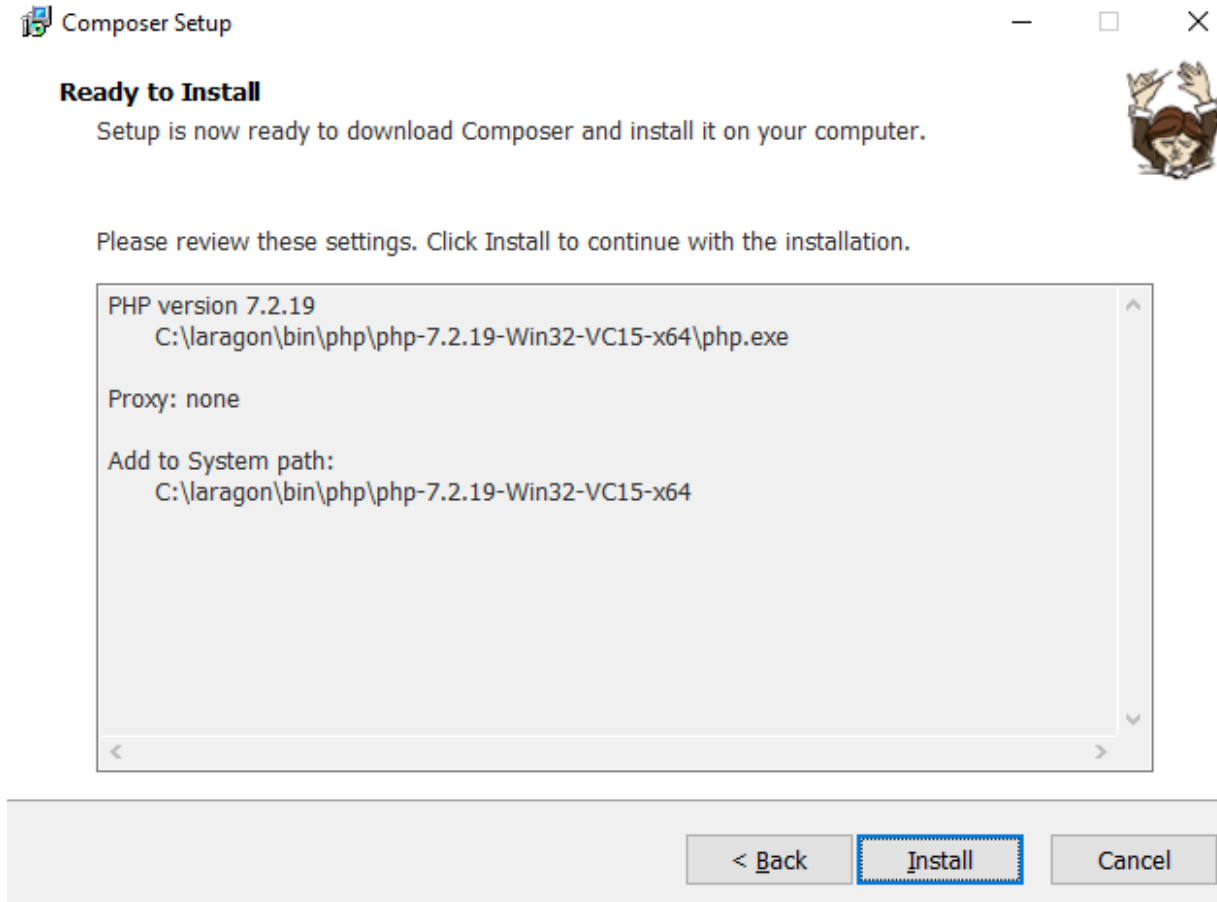 Composer Setup
Ready to Install
Setup is now ready to download Composer and install it on your computer.
Please review these settings. Click Install to continue with the installation.
PHP version 7.2.19
C:\laragon\bin\php\php-7.2.19-Win32-VC15-x64\php.exe
Proxy: none
Add to System path:
C:\laragon\bin\php\php-7.2.19-Win32-VC15-x64
< Back Install Cancel